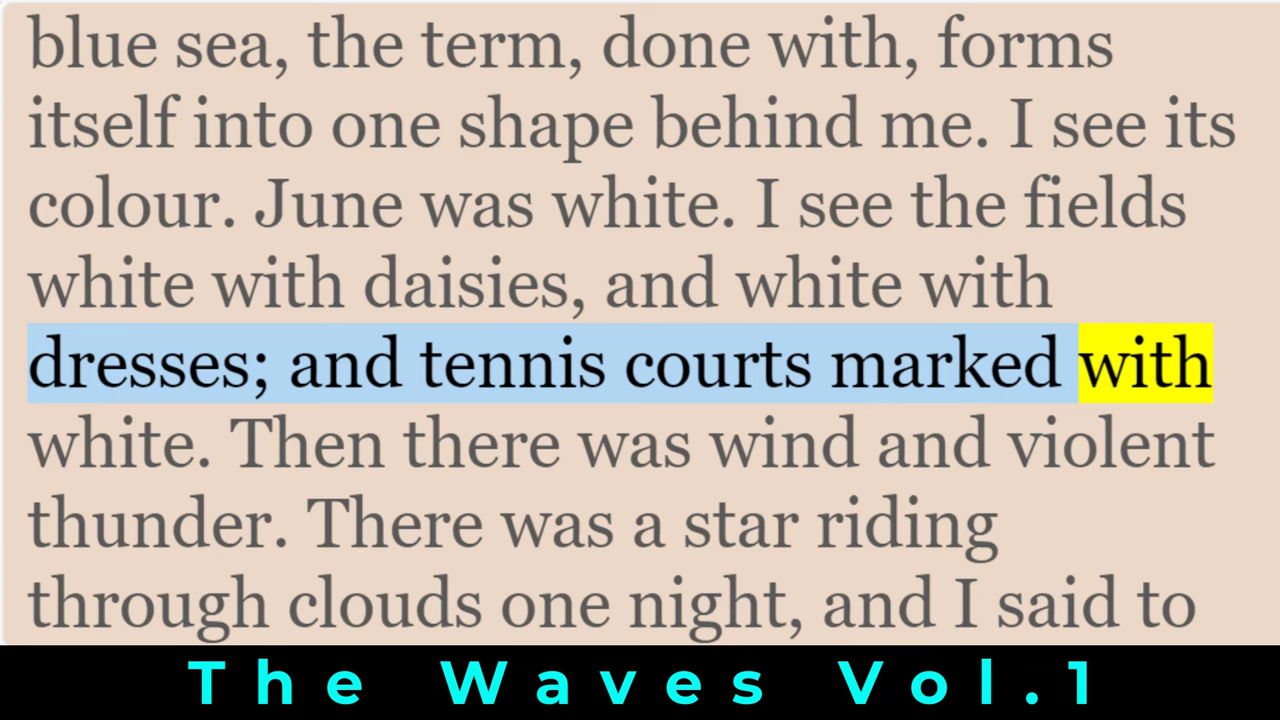 blue sea, the term, done with, forms
itself into one shape behind me. I see its
colour. June was white. I see the fields
white with daisies, and white with
dresses; and tennis courts marked with
white. Then there was wind and violent
thunder. There was a star riding
through clouds one night, and I said to
The Waves Vol.1